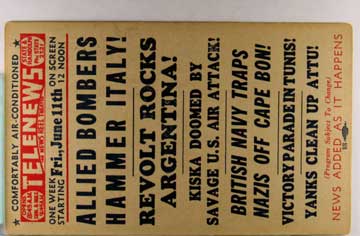 COMFORTABLY AIR-CONDITIONED
TELENEWS
ONE WEEK
STARTING Fri., June 11th ON SCREEN 12 NOON
ALLIED BOMBERS
HAMMER ITALY!
REVOLT ROCKS
ARGENTINA!
KISKA DOOMED BY
SAVAGE U.S. AIR ATTACK!
BRITISH NAVY TRAPS
NAZIS OFF CAPE BON!
VICTORY PARADE IN TUNIS!
YANKS CLEAN UP ATTU!
(Program Subject To Change)
NEWS ADDED AS IT HAPPENS